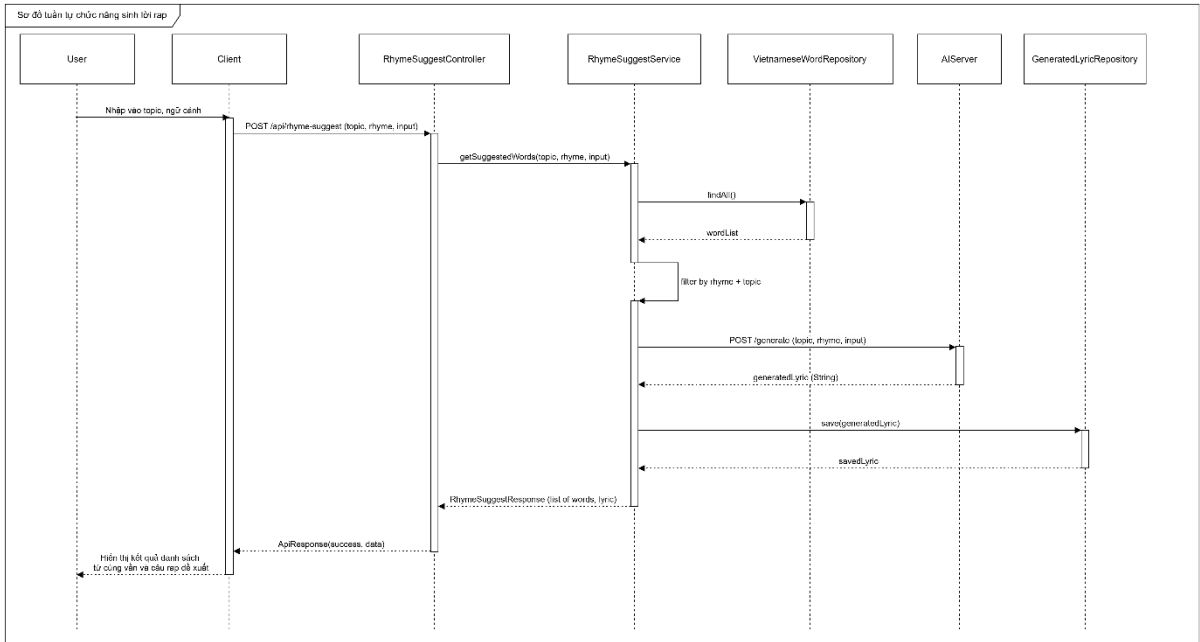 Sơ đồ tuần tự chức năng sinh lời rap
User
Client
RhymeSuggestController
RhymeSuggestService
VietnameseWordRepository
AIServer
GeneratedLyricRepository
Nhập vào topic, ngữ cảnh
POST /api/rhyme-suggest (topic, rhyme, input)
getSuggestedWords(topic, rhyme, input)
findAll()
wordList
filter by rhyme + topic
POST /generate (topic, rhyme, input)
generatedLyric (String)
save(generatedLyric)
savedLyric
RhymeSuggestResponse (list of words, lyric)
ApiResponse(success, data)
Hiển thị kết quả danh sách
từ cùng vần và câu rap đề xuất